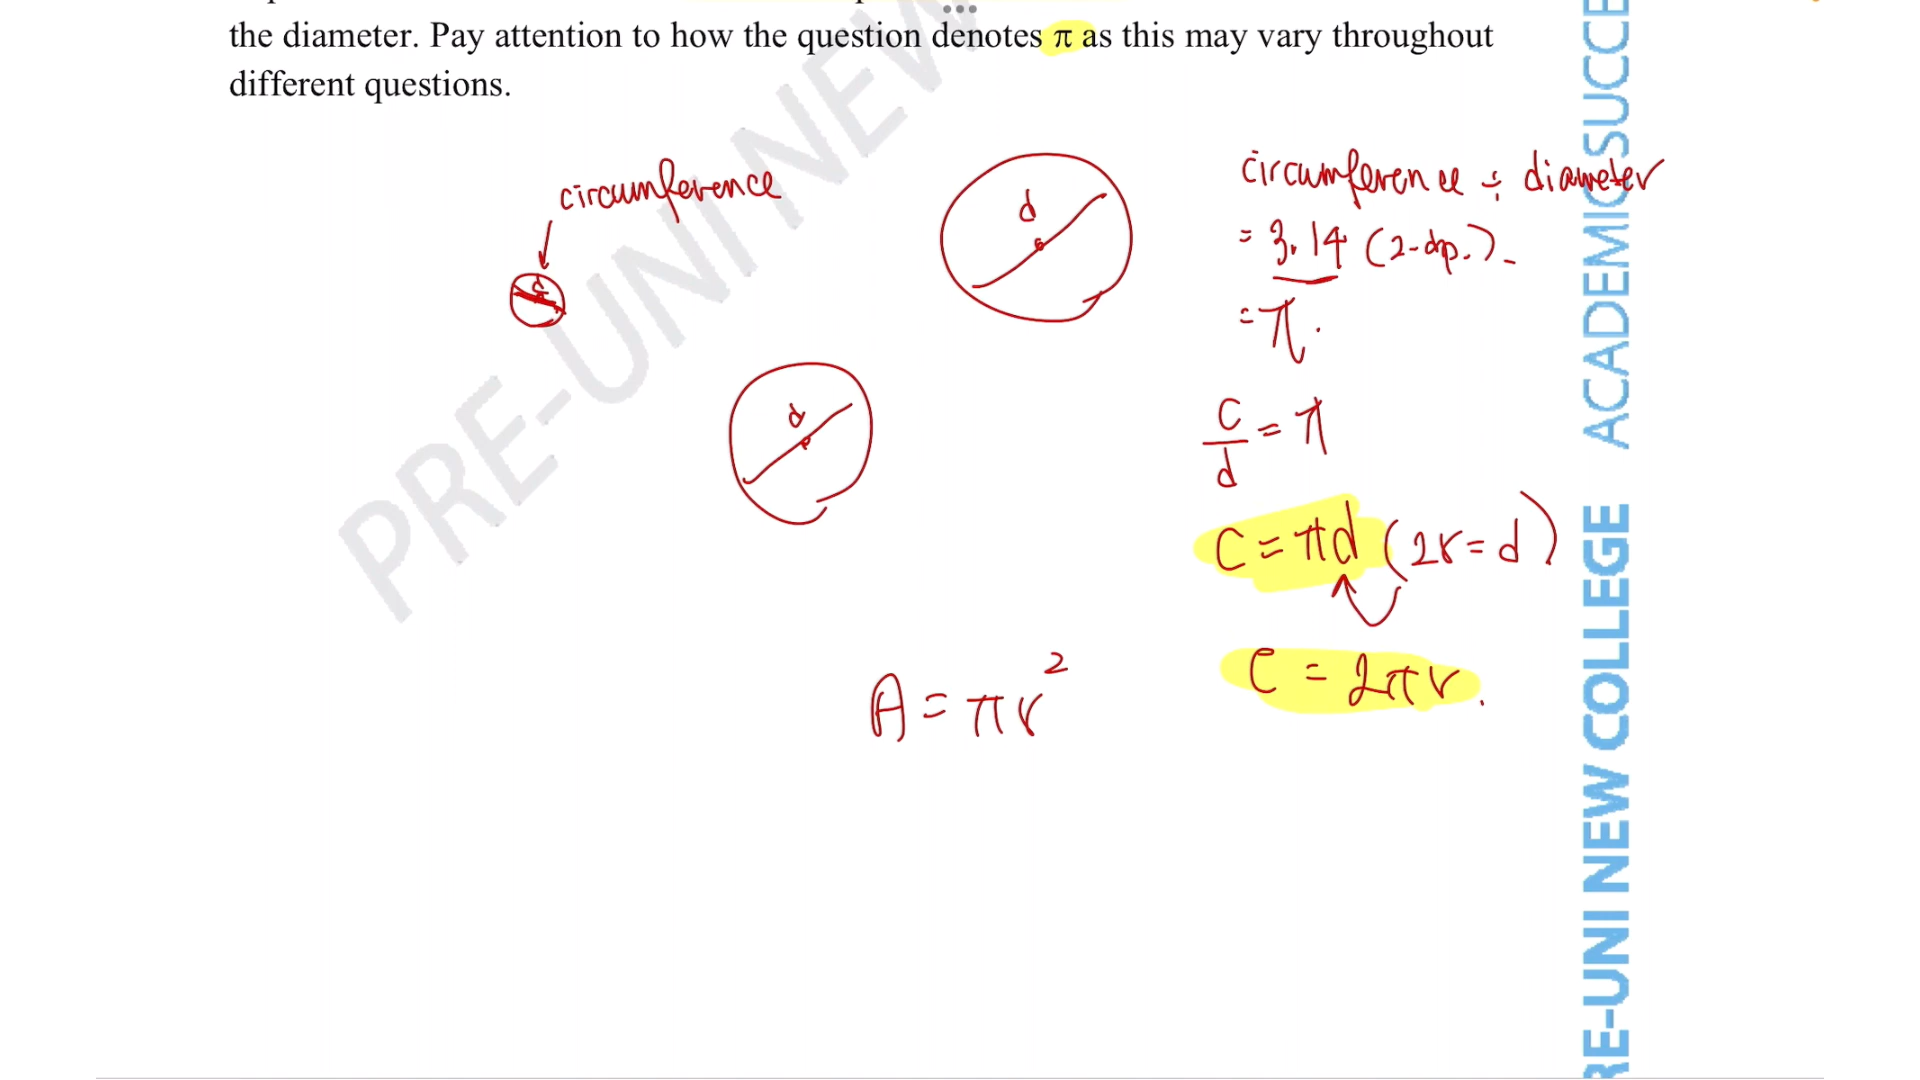 the diameter. Pay attention to how the question denotes π as this may vary throughout
different questions.
circumference
d
d
d
circumference ÷ diameter
= 3.14 (2-dp.).
= π.
C/d = π
C = πd (2r = d)
C = 2πr.
A = πr²
PRE-UNI NEW
RE-UNI NEW COLLEGE ACADEMIC SUCCE